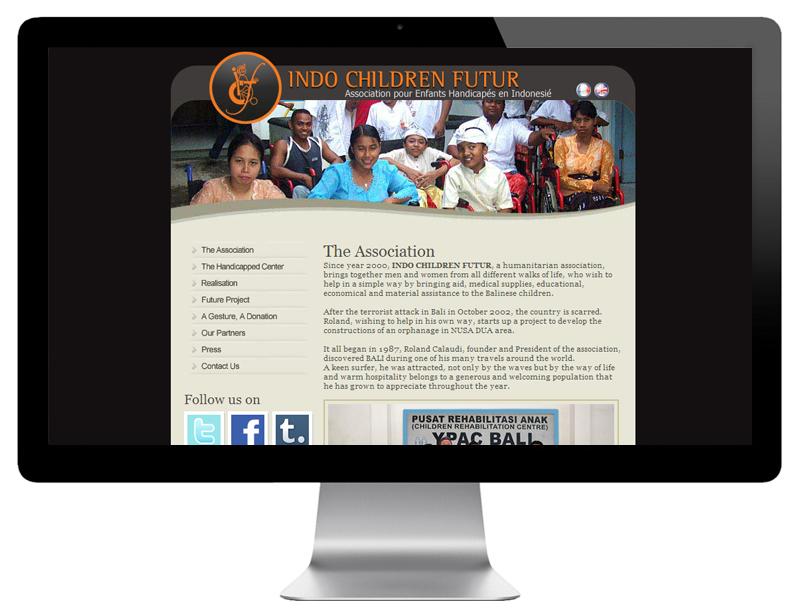 INDO CHILDREN FUTUR
Association pour Enfants Handicapés en Indonesié
The Association
The Handicapped Center
Realisation
Future Project
A Gesture, A Donation
Our Partners
Press
Contact Us
Follow us on
t
f
t.
The Association
Since year 2000, INDO CHILDREN FUTUR, a humanitarian association,
brings together men and women from all different walks of life, who wish to
help in a simple way by bringing aid, medical supplies, educational,
economical and material assistance to the Balinese children.
After the terrorist attack in Bali in October 2002, the country is scarred.
Roland, wishing to help in his own way, starts up a project to develop the
constructions of an orphanage in NUSA DUA area.
It all began in 1987, Roland Calaudi, founder and President of the association,
discovered BALI during one of his many travels around the world.
A keen surfer, he was attracted, not only by the waves but by the way of life
and warm hospitality belongs to a generous and welcoming population that
he has grown to appreciate throughout the year.
PUSAT REHABILITASI ANAK
(CHILDREN REHABILITATION CENTRE)
YPAC BALI